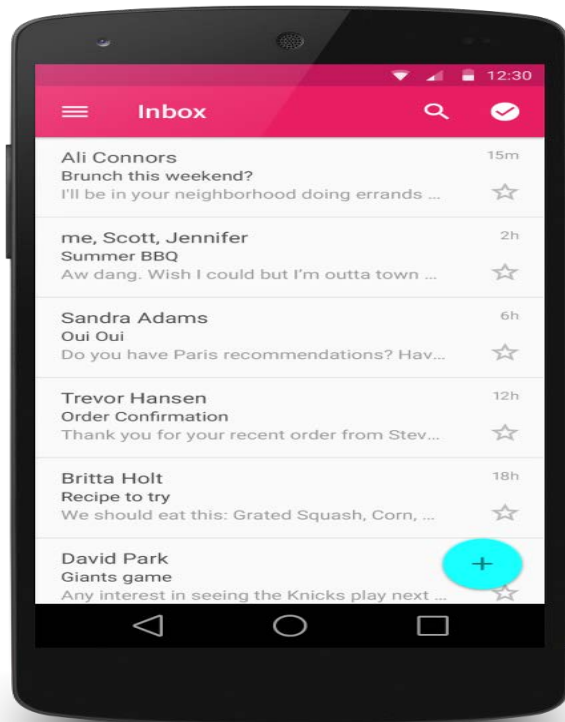 12:30
Inbox
Ali Connors 15m
Brunch this weekend?
I'll be in your neighborhood doing errands ...
me, Scott, Jennifer 2h
Summer BBQ
Aw dang. Wish I could but I'm outta town ...
Sandra Adams 6h
Oui Oui
Do you have Paris recommendations? Hav...
Trevor Hansen 12h
Order Confirmation
Thank you for your recent order from Stev...
Britta Holt 18h
Recipe to try
We should eat this: Grated Squash, Corn, ...
David Park
Giants game
Any interest in seeing the Knicks play next ...